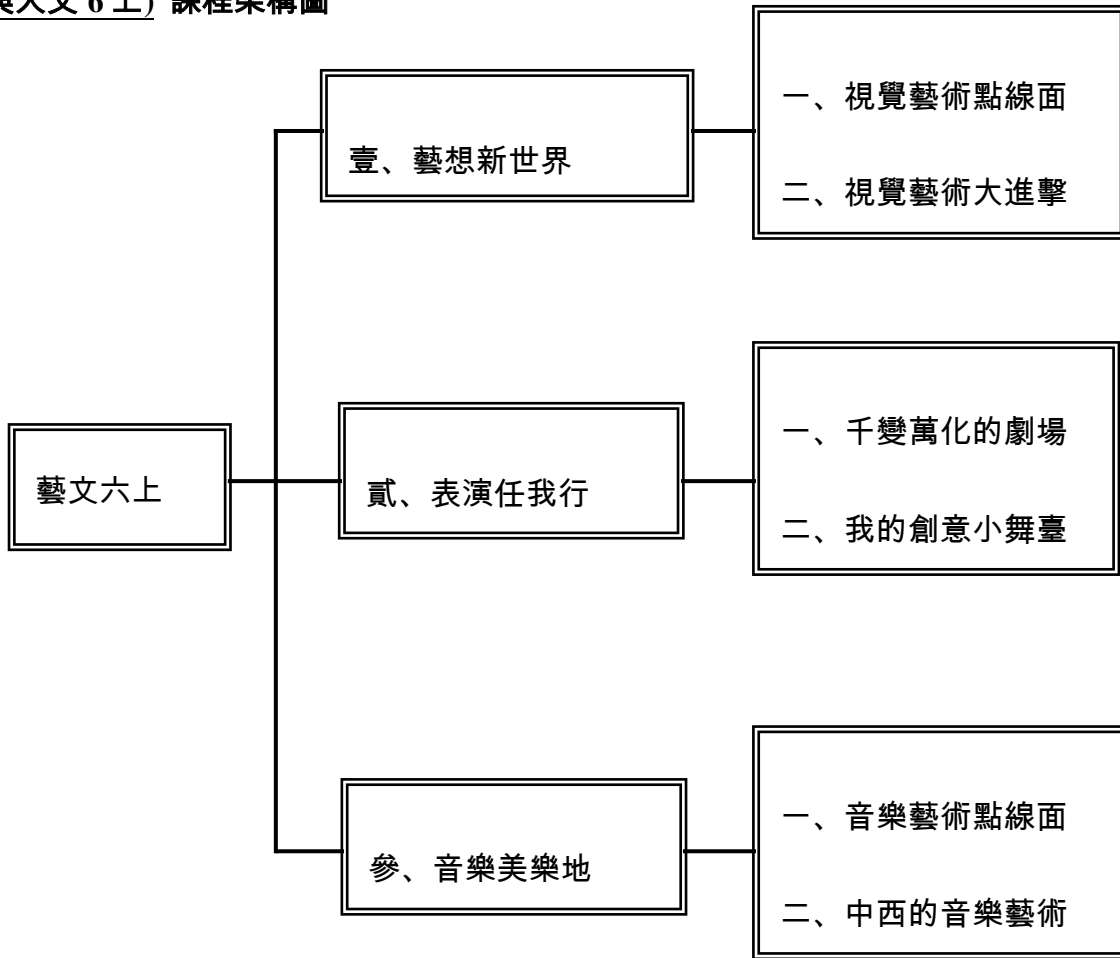 與人文 6 上) 課程架構圖
壹、藝想新世界
一、視覺藝術點線面
二、視覺藝術大進擊
藝文六上
貳、表演任我行
一、千變萬化的劇場
二、我的創意小舞臺
參、音樂美樂地
一、音樂藝術點線面
二、中西的音樂藝術